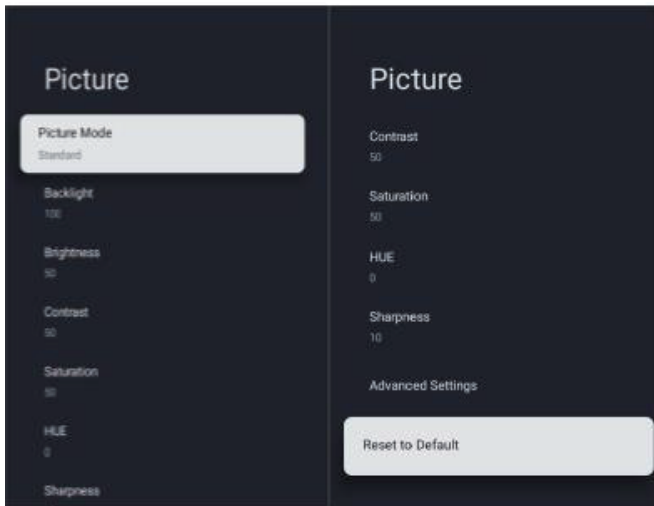 Picture
Picture Mode
Standard
Backlight
100
Brightness
50
Contrast
50
Saturation
50
HUE
0
Sharpness
Picture
Contrast
50
Saturation
50
HUE
0
Sharpness
10
Advanced Settings
Reset to Default